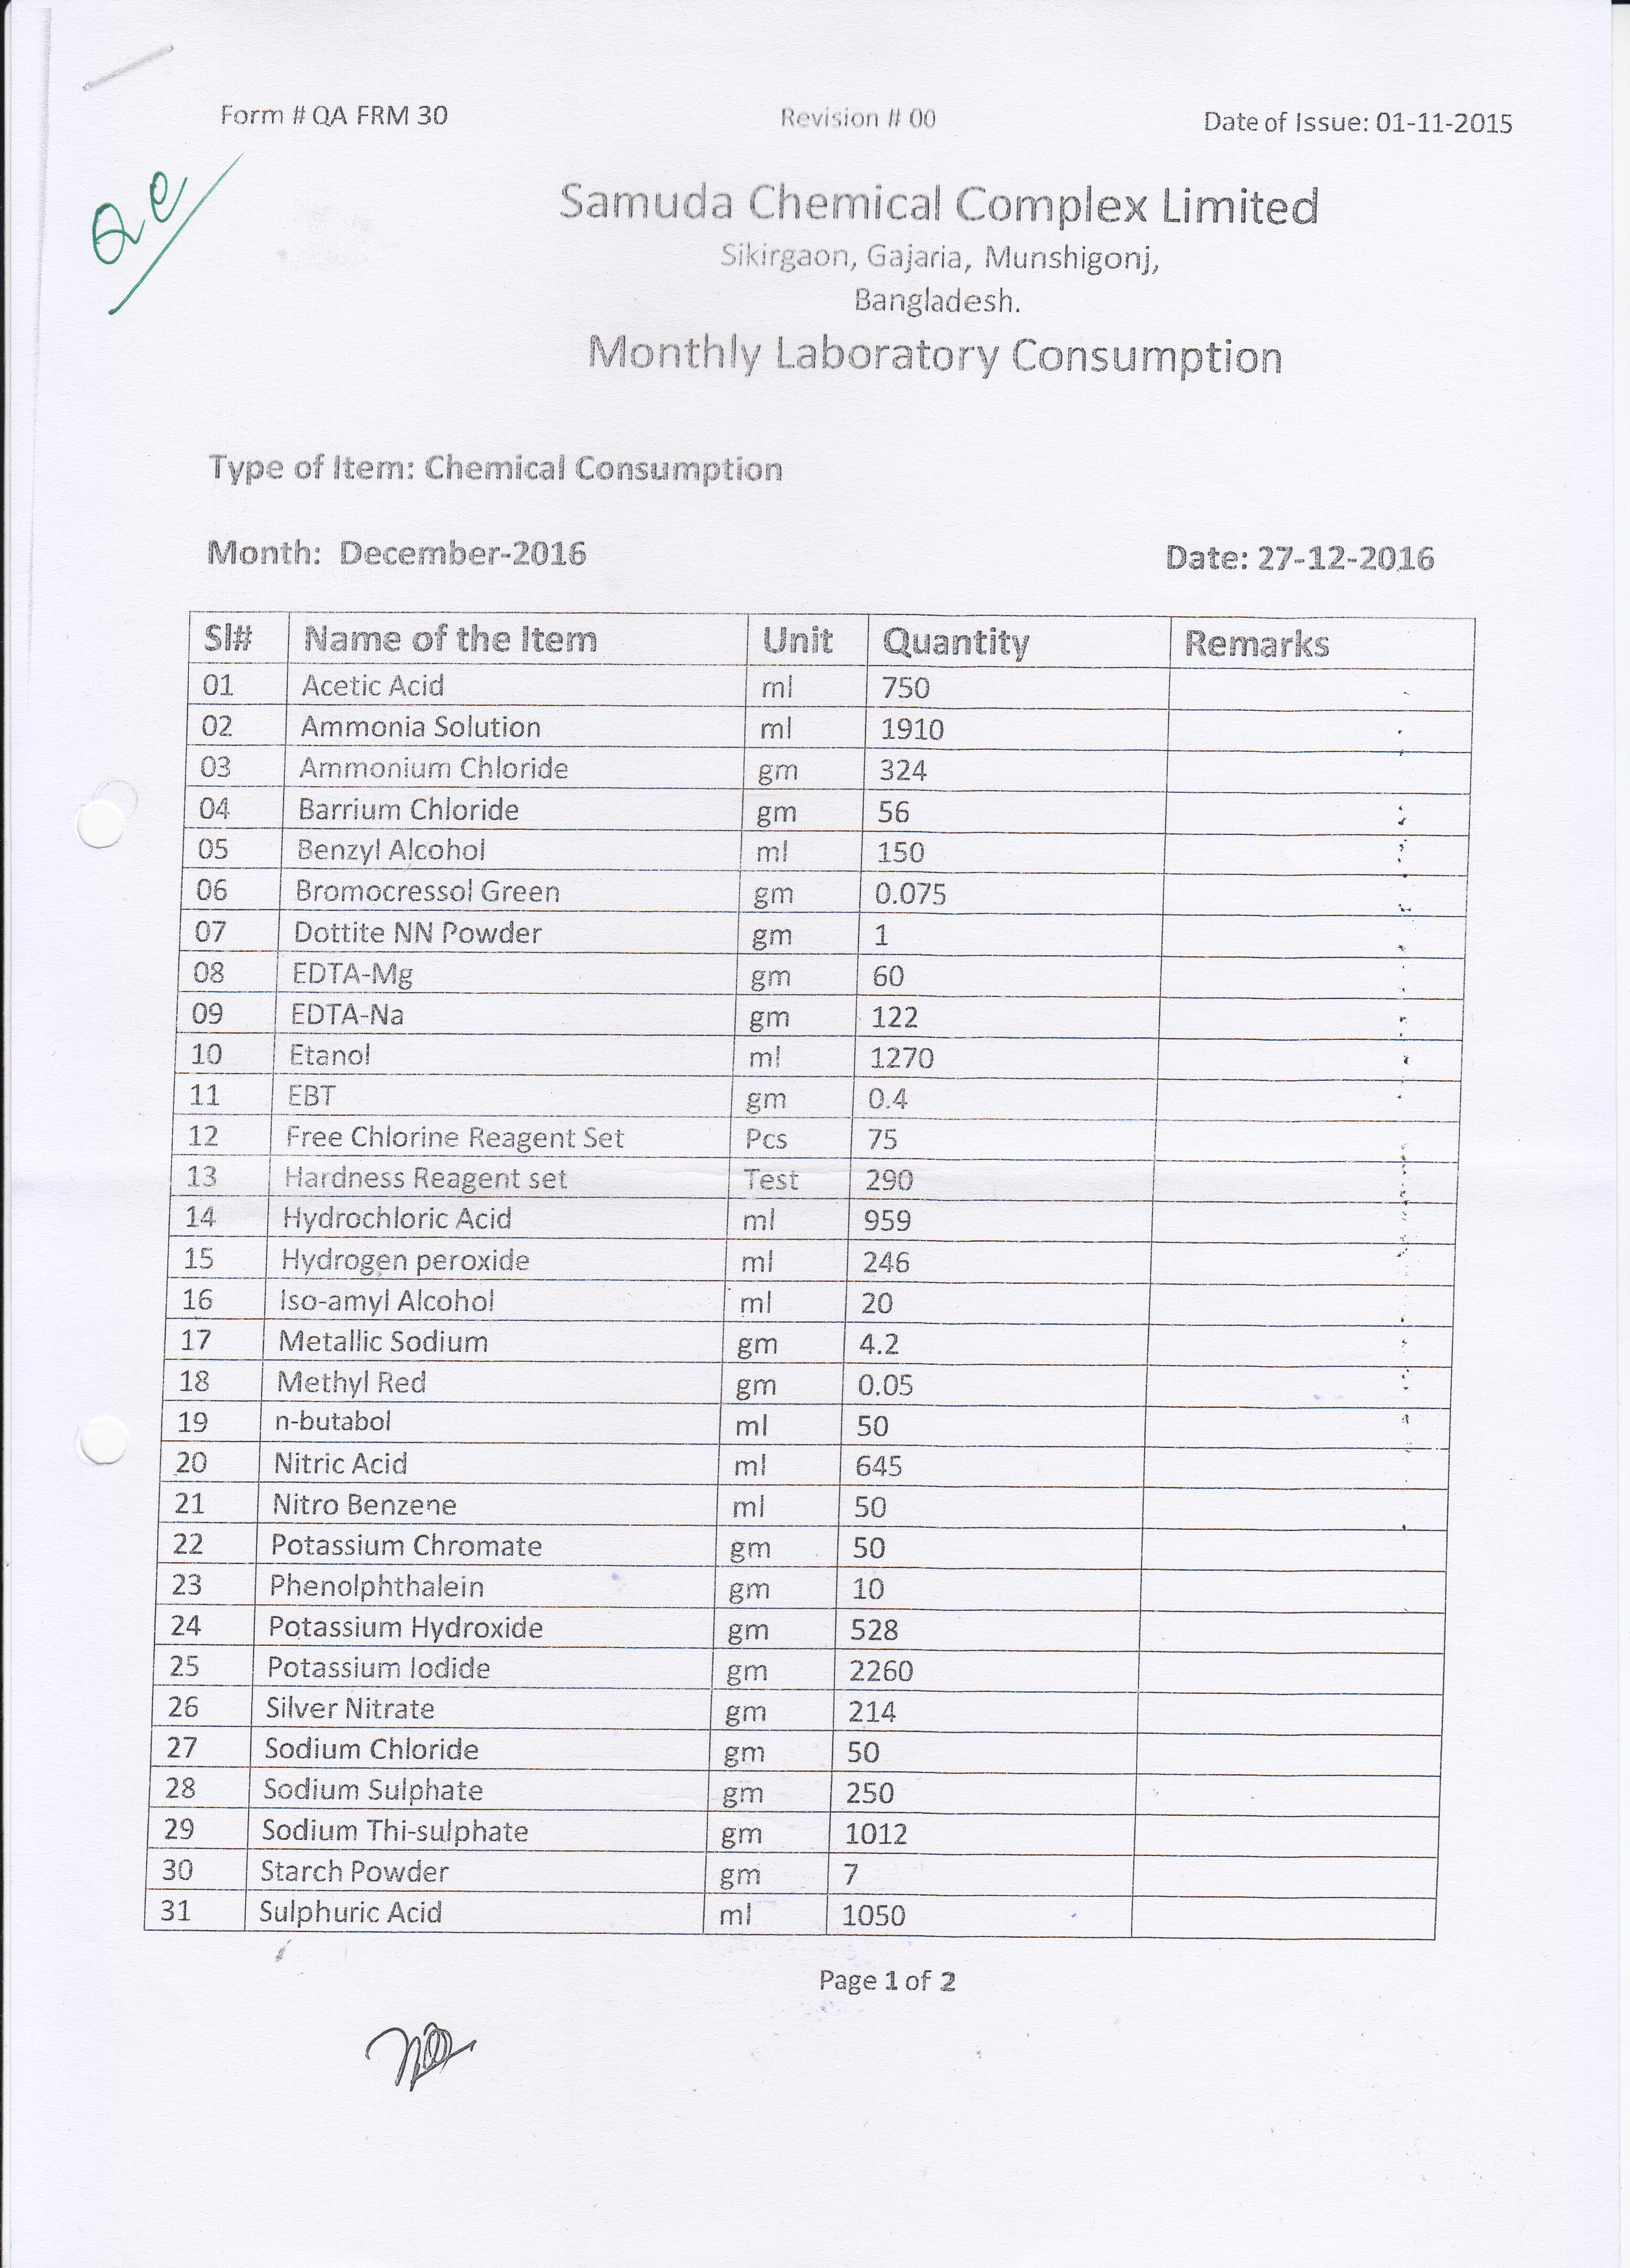 Form # QA FRM 30 Revision # 00 Date of Issue: 01-11-2015
Samuda Chemical Complex Limited
Sikirgaon, Gajaria, Munshigonj,
Bangladesh.
Monthly Laboratory Consumption
Type of Item: Chemical Consumption
Month: December-2016 Date: 27-12-2016
Sl# Name of the Item Unit Quantity Remarks
01 Acetic Acid ml 750
02 Ammonia Solution ml 1910
03 Ammonium Chloride gm 324
04 Barrium Chloride gm 56
05 Benzyl Alcohol ml 150
06 Bromocressol Green gm 0.075
07 Dottite NN Powder gm 1
08 EDTA-Mg gm 60
09 EDTA-Na gm 122
10 Etanol ml 1270
11 EBT gm 0.4
12 Free Chlorine Reagent Set Pcs 75
13 Hardness Reagent set Test 290
14 Hydrochloric Acid ml 959
15 Hydrogen peroxide ml 246
16 Iso-amyl Alcohol ml 20
17 Metallic Sodium gm 4.2
18 Methyl Red gm 0.05
19 n-butabol ml 50
20 Nitric Acid ml 645
21 Nitro Benzene ml 50
22 Potassium Chromate gm 50
23 Phenolphthalein gm 10
24 Potassium Hydroxide gm 528
25 Potassium Iodide gm 2260
26 Silver Nitrate gm 214
27 Sodium Chloride gm 50
28 Sodium Sulphate gm 250
29 Sodium Thi-sulphate gm 1012
30 Starch Powder gm 7
31 Sulphuric Acid ml 1050
Page 1 of 2